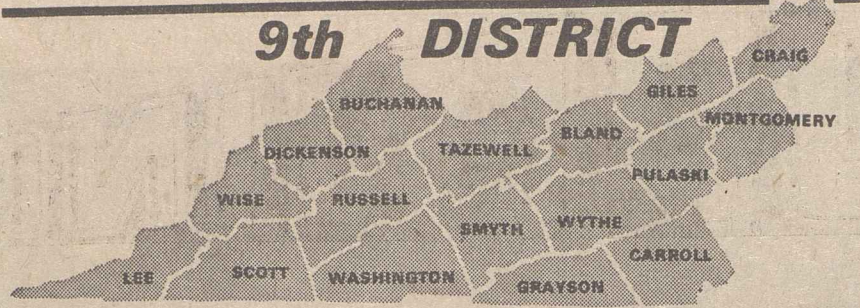 9th DISTRICT
CRAIG
GILES
BUCHANAN
MONTGOMERY
BLAND
DICKENSON
TAZEWELL
PULASKI
WISE
RUSSELL
SMYTH
WYTHE
CARROLL
LEE
SCOTT
WASHINGTON
GRAYSON